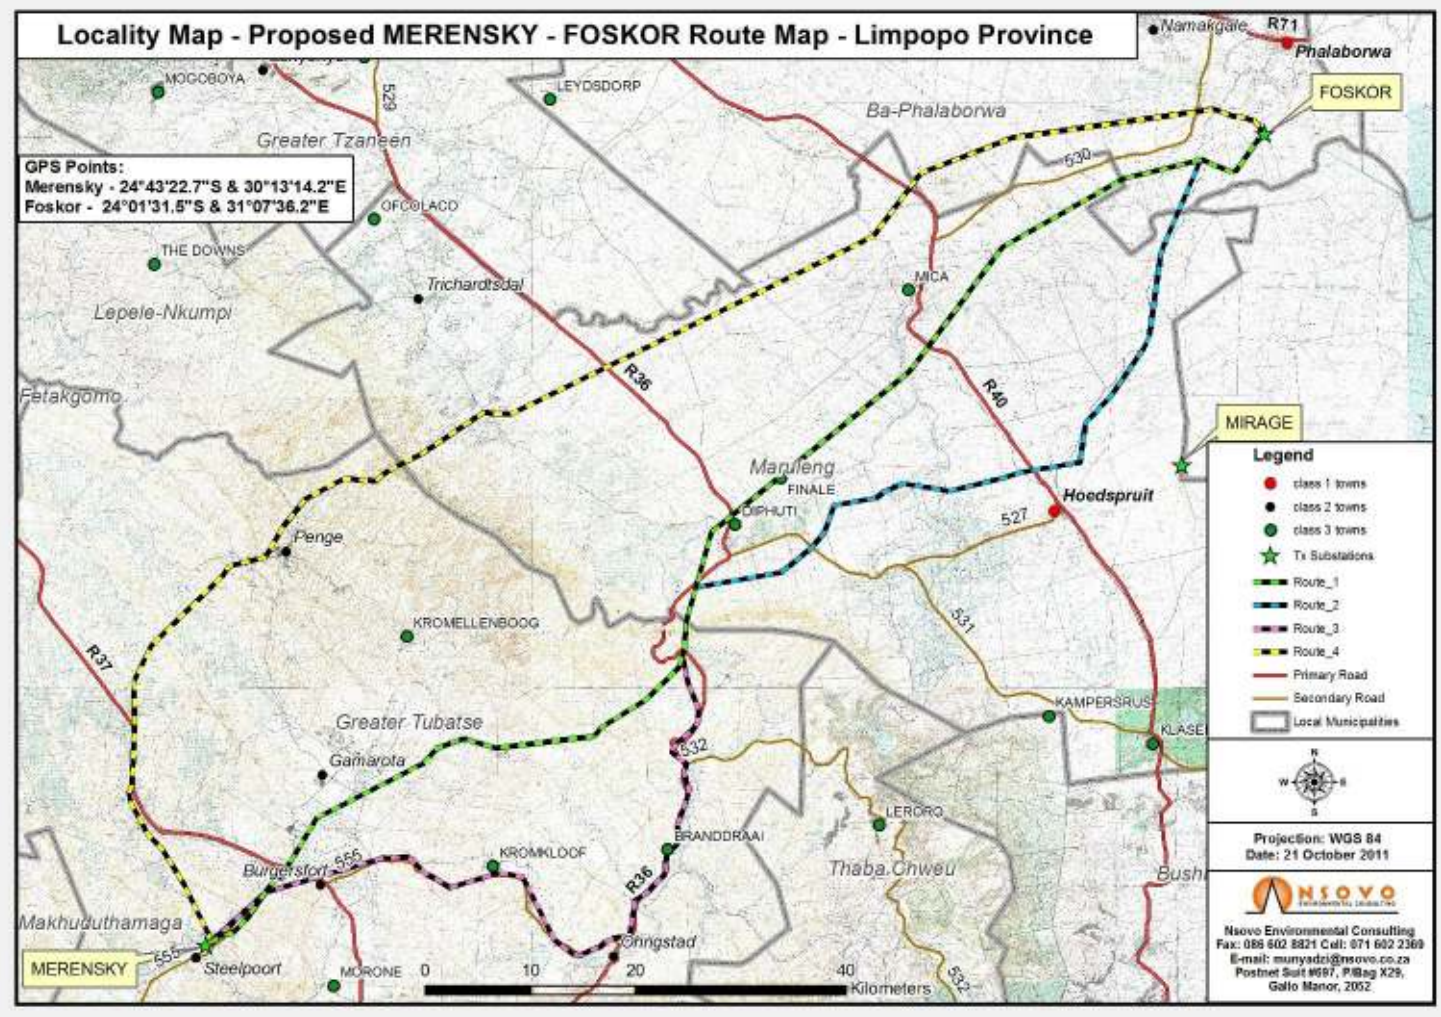 Locality Map - Proposed MERENSKY - FOSKOR Route Map - Limpopo Province
Namakgale
R71
Phalaborwa
MOGOBOYA
529
LEYDSDORP
FOSKOR
Ba-Phalaborwa
Greater Tzaneen
530
GPS Points:
Merensky - 24°43'22.7"S & 30°13'14.2"E
Foskor - 24°01'31.5"S & 31°07'36.2"E
OFCOLACO
THE DOWNS
MICA
Trichardtsdal
Lepele-Nkumpi
R36
R40
Fetakgomo
MIRAGE
Maruleng
FINALE
Hoedspruit
DIPHUTI
527
Penge
KROMELLENBOOG
531
R37
KAMPERSRUS
Greater Tubatse
KLASE
532
Gamarota
LERORO
BRANDDRAAI
KROMKLOOF
555
Burgersfort
Thaba Chweu
Bushb
R36
Makhuduthamaga
Ohrigstad
555
MERENSKY
Steelpoort
MORONE
532
0 10 20 40
Kilometers
Legend
class 1 towns
class 2 towns
class 3 towns
Tx Substations
Route_1
Route_2
Route_3
Route_4
Primary Road
Secondary Road
Local Municipalities
N
W E
S
Projection: WGS 84
Date: 21 October 2011
NSOVO
ENVIRONMENTAL CONSULTING
Nsovo Environmental Consulting
Fax: 086 602 8821 Cell: 071 602 2369
E-mail: munyadzi@nsovo.co.za
Postnet Suit #697, P/Bag X29,
Gallo Manor, 2052